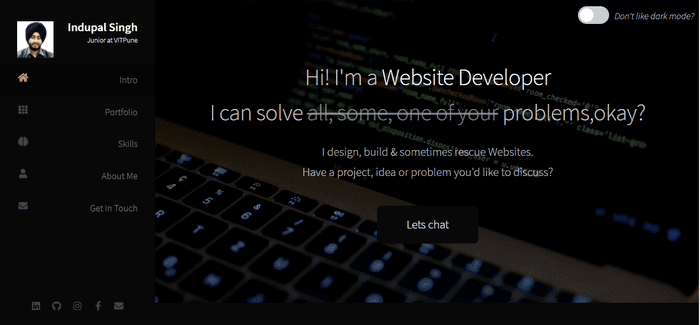 Indupal Singh
Junior at VITPune
Intro
Portfolio
Skills
About Me
Get In Touch
Don't like dark mode?
Hi! I'm a Website Developer
I can solve all, some, one of your problems,okay?
I design, build & sometimes rescue Websites.
Have a project, idea or problem you'd like to discuss?
Lets chat